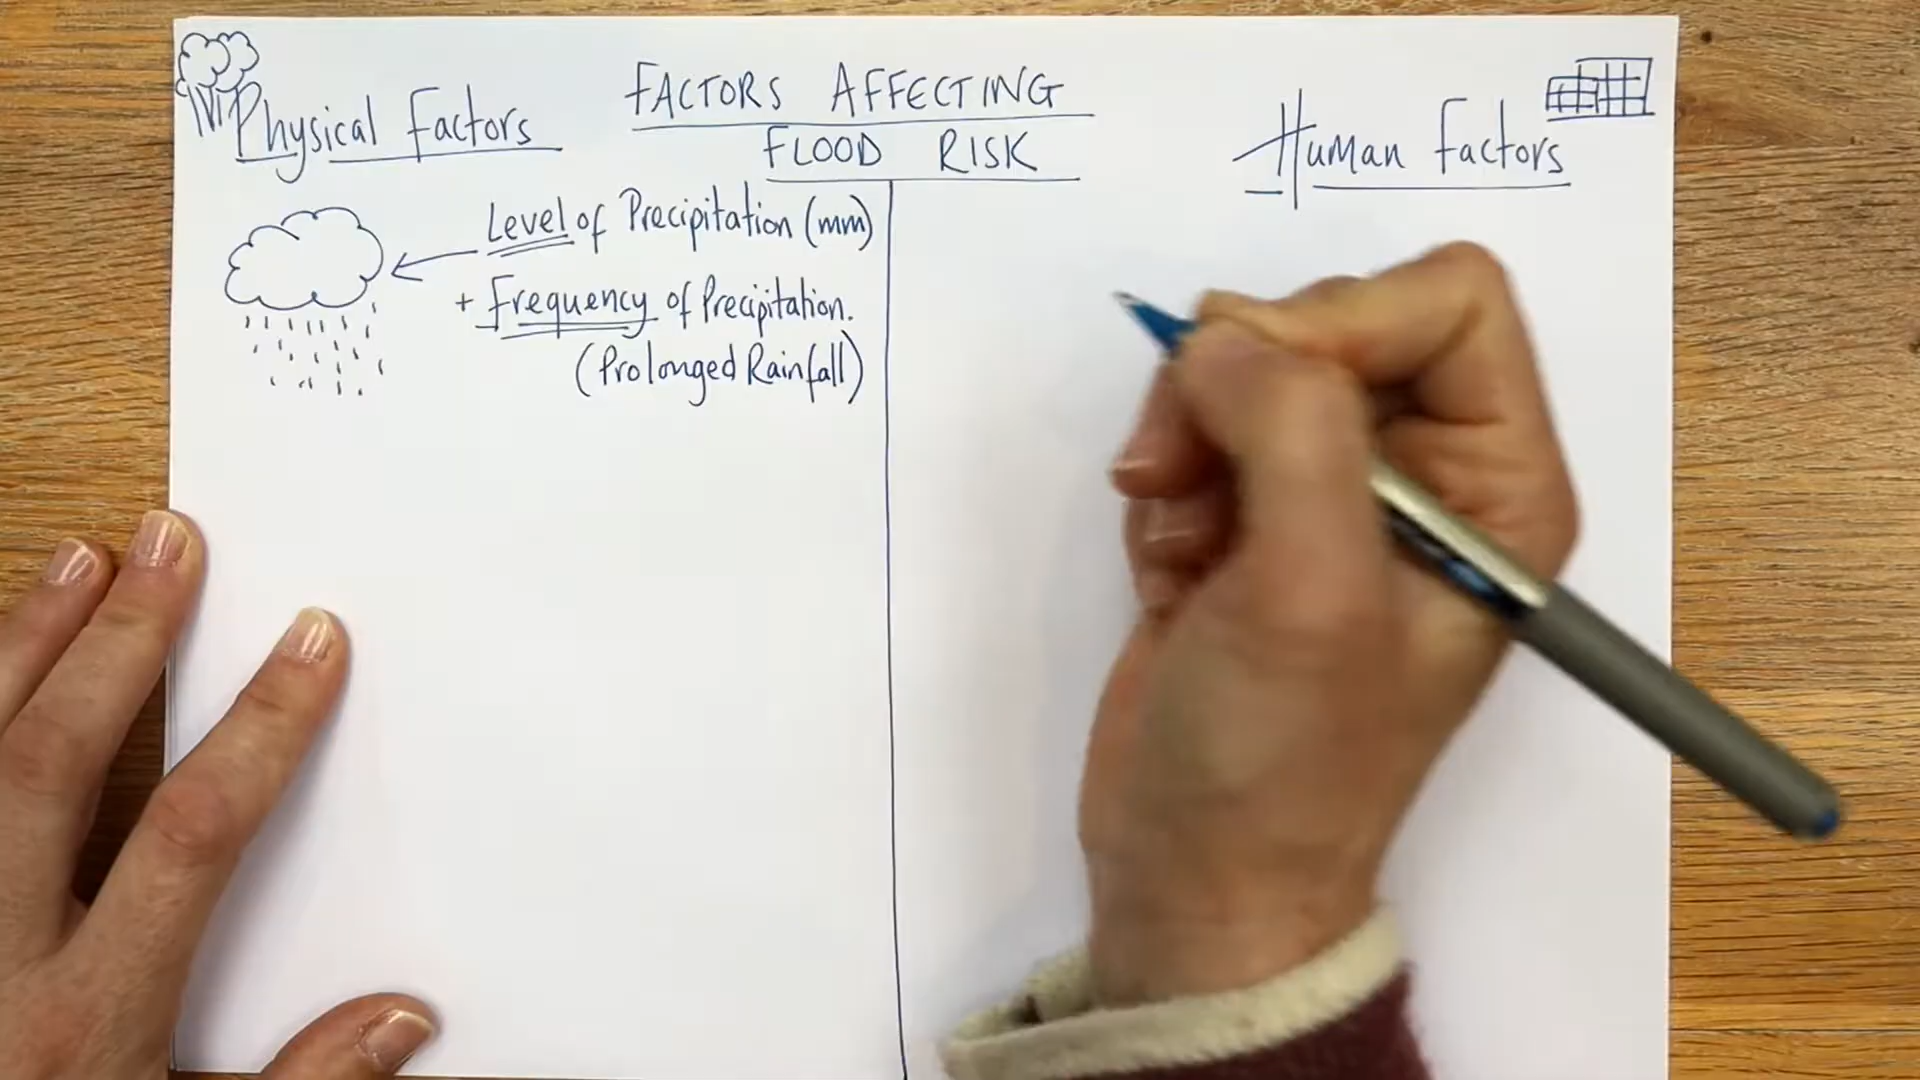 FACTORS AFFECTING
FLOOD RISK
Physical Factors
Level of Precipitation (mm)
+ Frequency of Precipitation.
(Prolonged Rainfall)
Human Factors